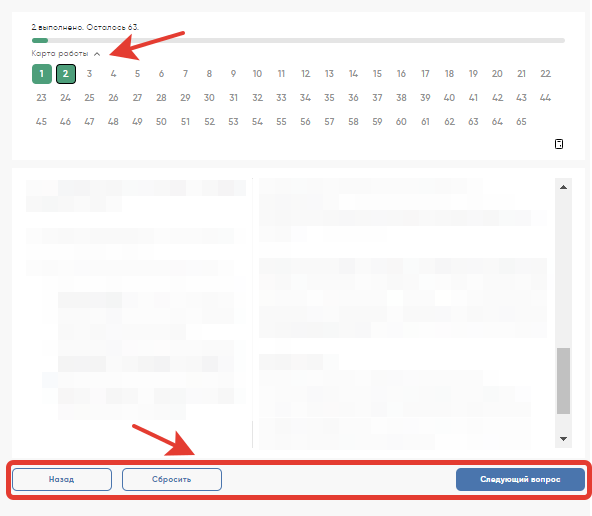 2 выполнено. Осталось 63.
Карта работы
1 2 3 4 5 6 7 8 9 10 11 12 13 14 15 16 17 18 19 20 21 22
23 24 25 26 27 28 29 30 31 32 33 34 35 36 37 38 39 40 41 42 43 44
45 46 47 48 49 50 51 52 53 54 55 56 57 58 59 60 61 62 63 64 65
Назад Сбросить Следующий вопрос